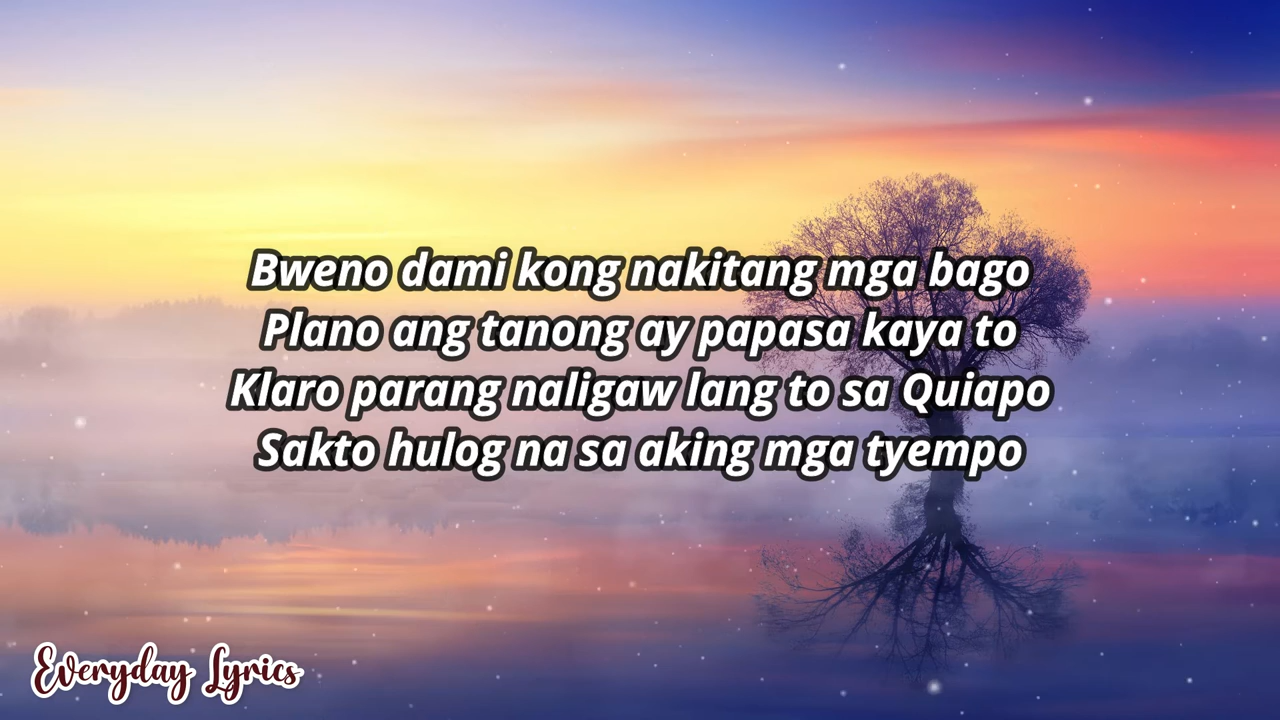 Bweno dami kong nakitang mga bago
Plano ang tanong ay papasa kaya to
Klaro parang naligaw lang to sa Quiapo
Sakto hulog na sa aking mga tyempo
Everyday Lyrics